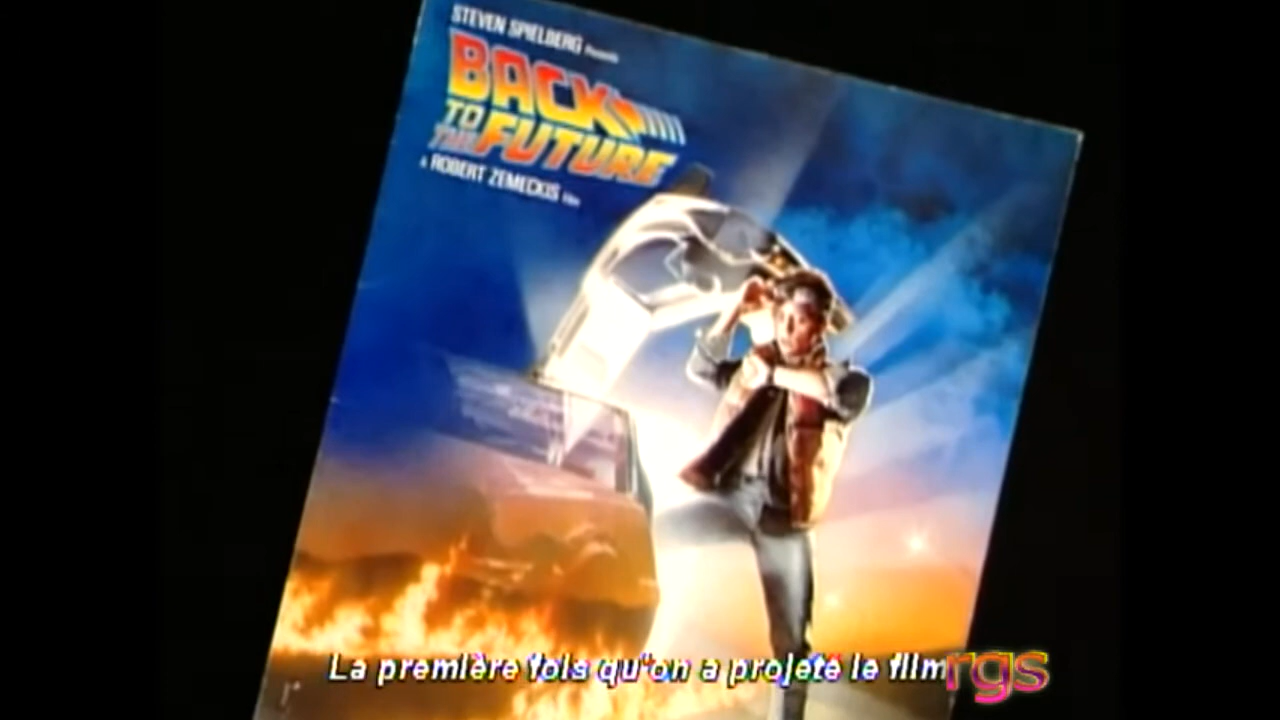 STEVEN SPIELBERG Presents
BACK
TO
THE FUTURE
A ROBERT ZEMECKIS Film
La première fois qu'on a projeté le film
rgs